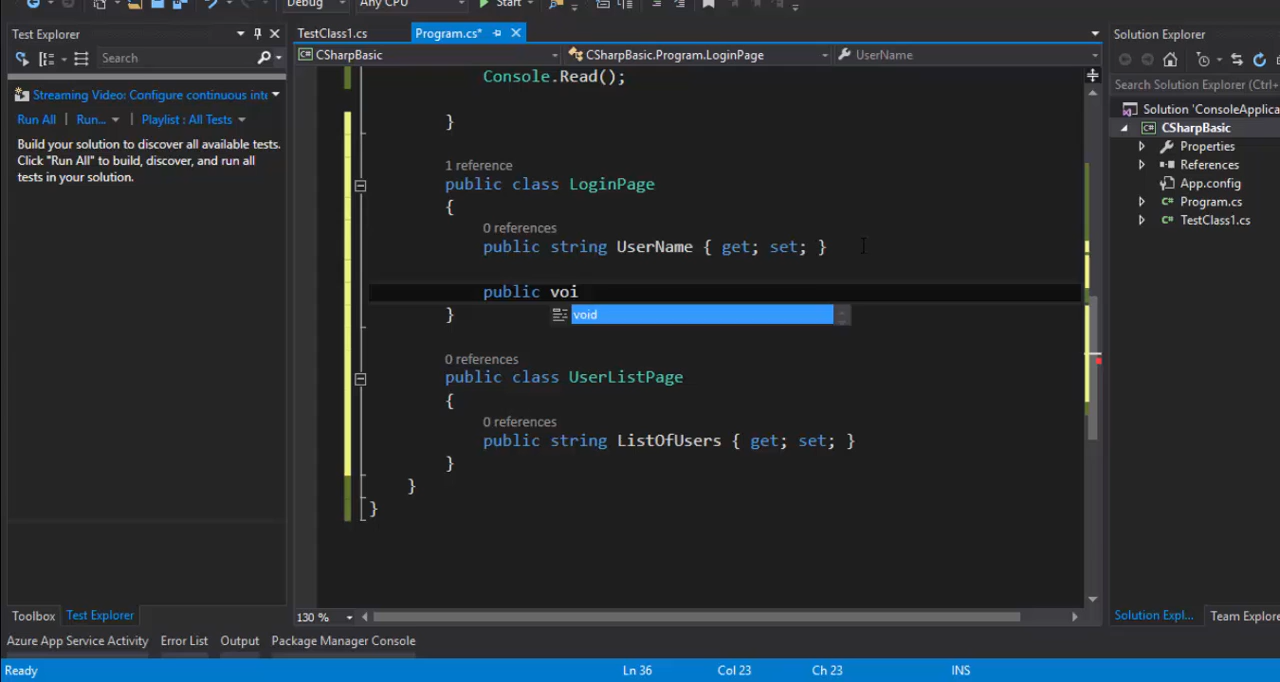 Debug Any CPU Start
Test Explorer
Search
Streaming Video: Configure continuous inte
Run All | Run... | Playlist : All Tests
Build your solution to discover all available tests.
Click "Run All" to build, discover, and run all
tests in your solution.
Toolbox Test Explorer
TestClass1.cs Program.cs*
CSharpBasic CSharpBasic.Program.LoginPage UserName
Console.Read();
}
1 reference
public class LoginPage
{
0 references
public string UserName { get; set; }
public voi
void
}
0 references
public class UserListPage
{
0 references
public string ListOfUsers { get; set; }
}
}
}
130 %
Solution Explorer
Search Solution Explorer (Ctrl+
Solution 'ConsoleApplica
CSharpBasic
Properties
References
App.config
Program.cs
TestClass1.cs
Solution Expl... Team Explore
Azure App Service Activity Error List Output Package Manager Console
Ready Ln 36 Col 23 Ch 23 INS